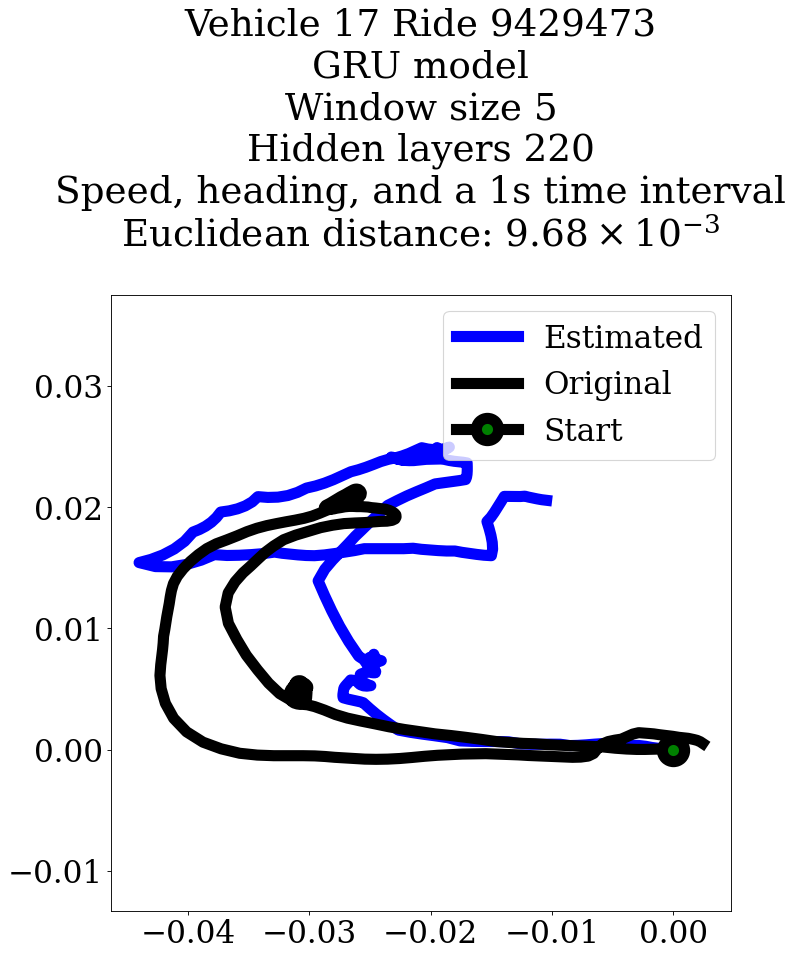 Vehicle 17 Ride 9429473
GRU model
Window size 5
Hidden layers 220
Speed, heading, and a 1s time interval
Euclidean distance: 9.68 × 10⁻³
Estimated
Original
Start
0.03
0.02
0.01
0.00
−0.01
−0.04
−0.03
−0.02
−0.01
0.00